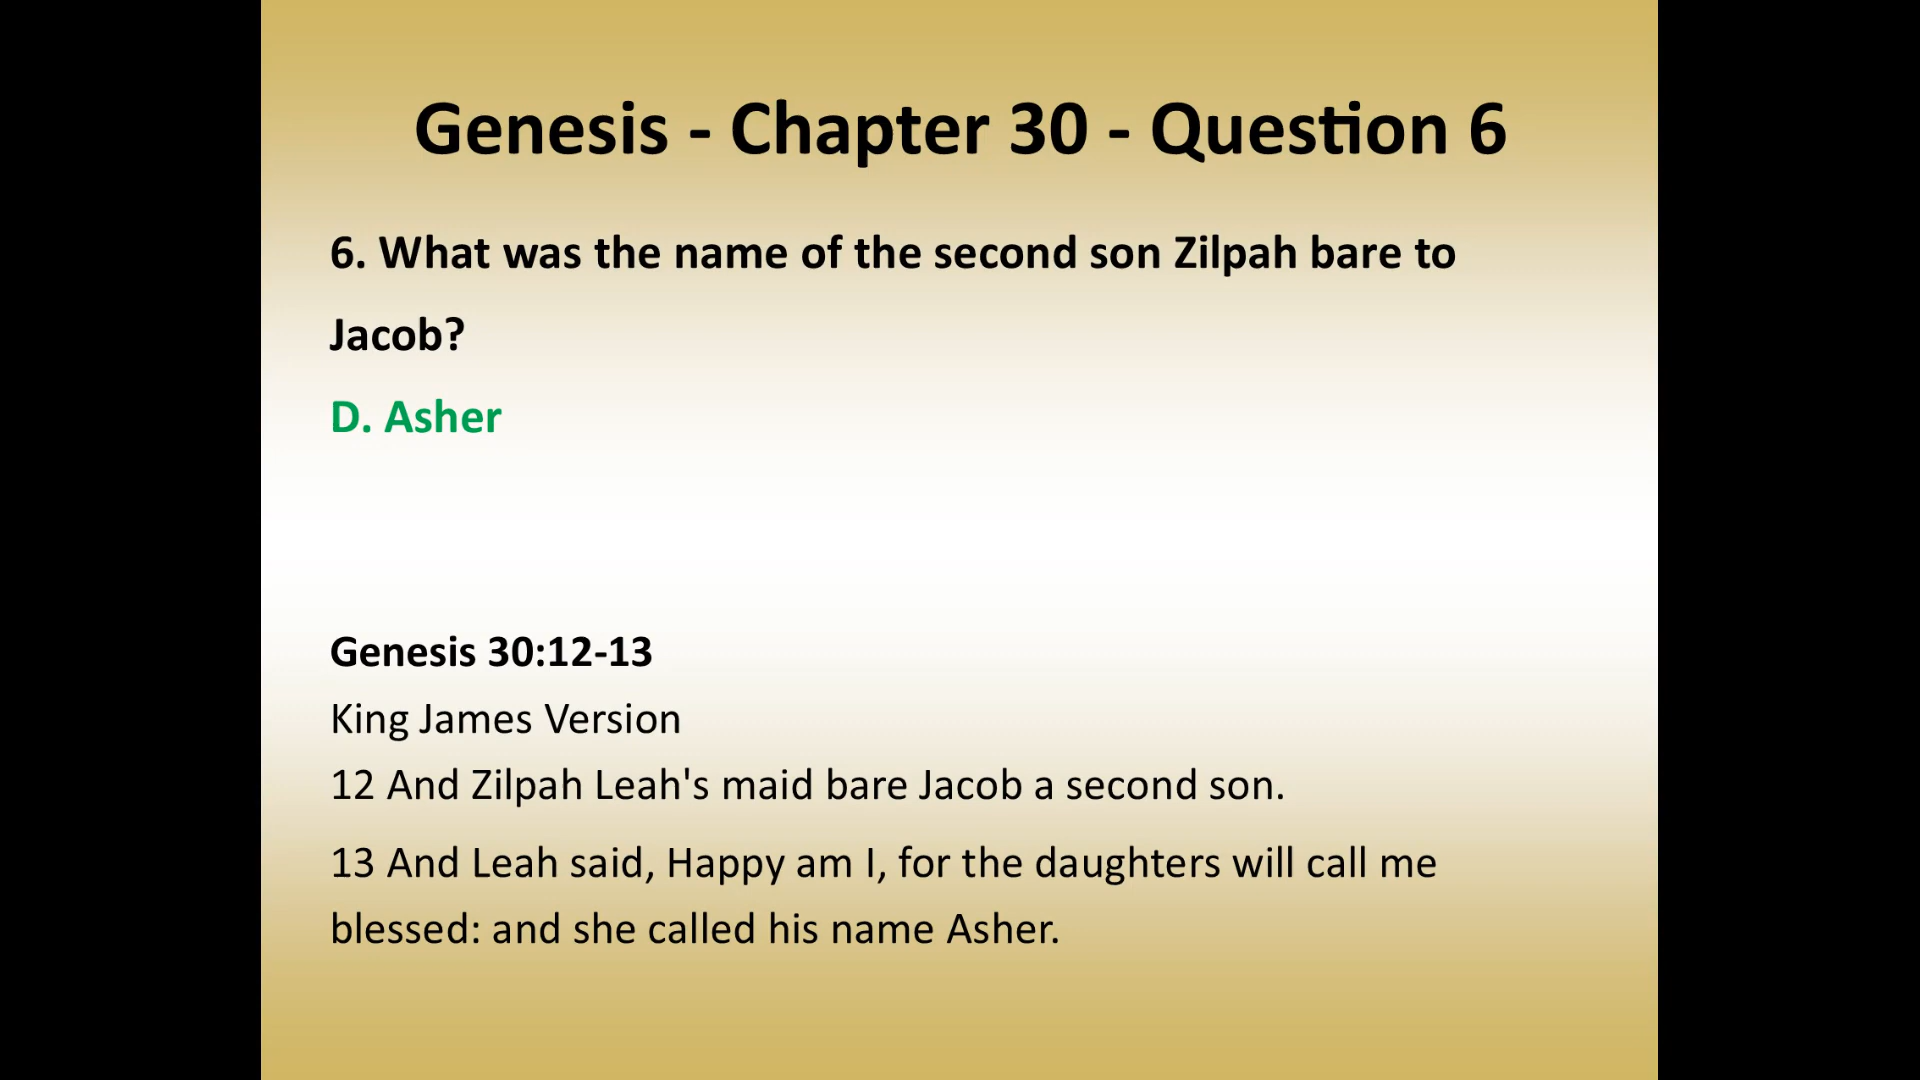 Genesis - Chapter 30 - Question 6
6. What was the name of the second son Zilpah bare to
Jacob?
D. Asher
Genesis 30:12-13
King James Version
12 And Zilpah Leah's maid bare Jacob a second son.
13 And Leah said, Happy am I, for the daughters will call me
blessed: and she called his name Asher.